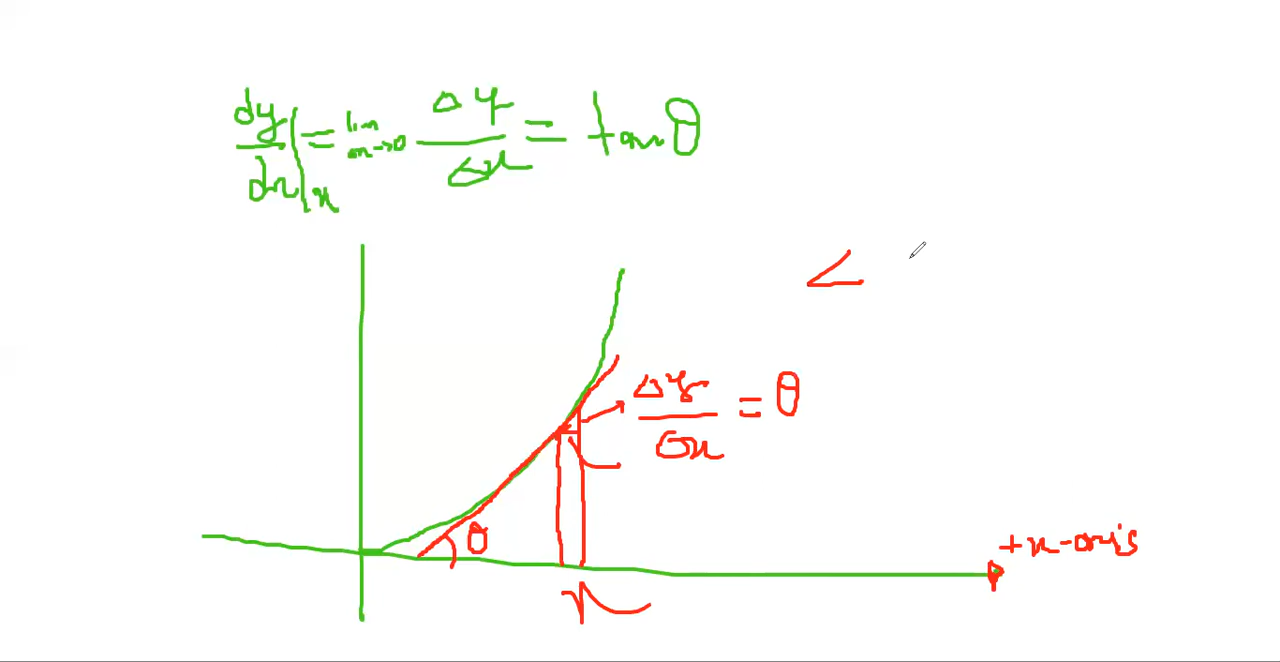 dy/dx|x = lim Δx→0 Δy/Δx = tan θ
Δy/Δx = θ
θ
+x-axis
x